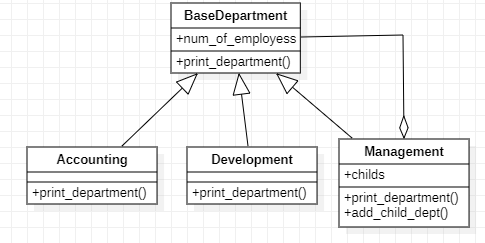 BaseDepartment
+num_of_employess
+print_department()
Accounting
+print_department()
Development
+print_department()
Management
+childs
+print_department()
+add_child_dept()